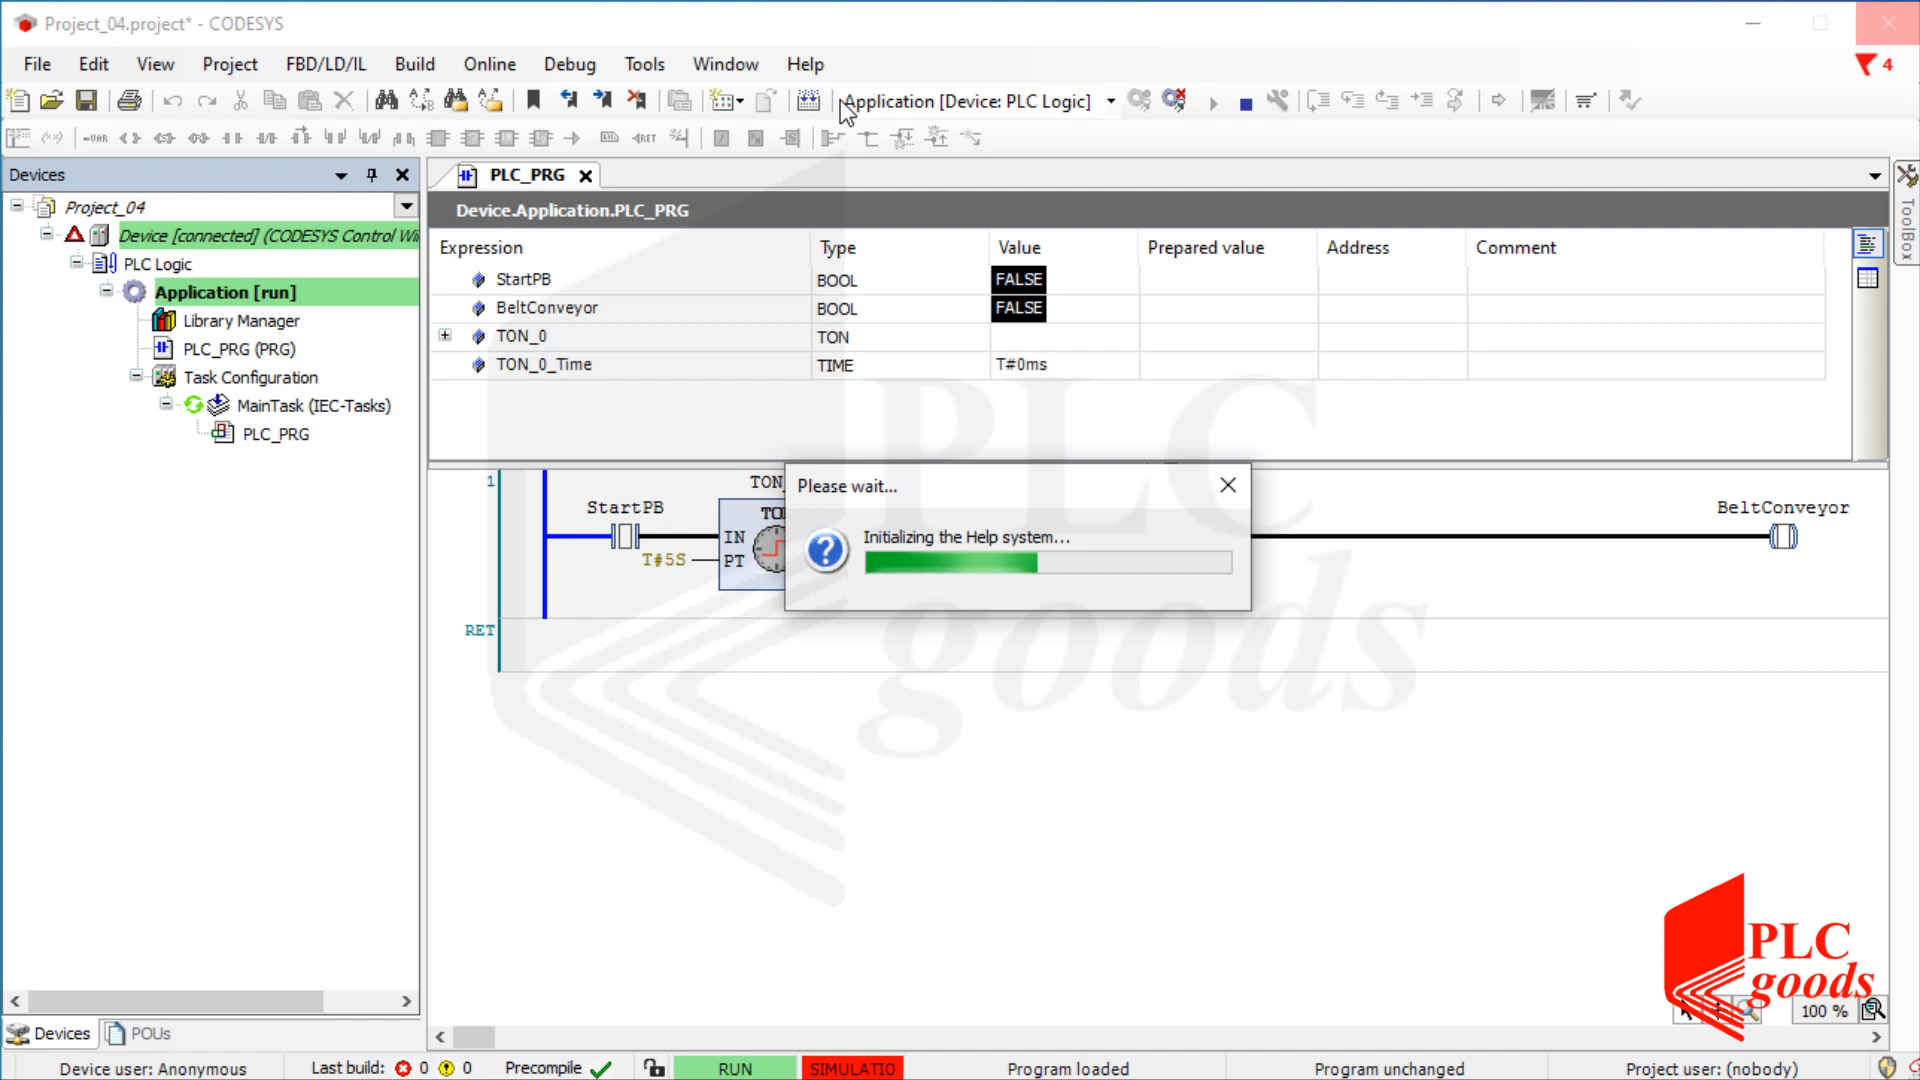 Project_04.project* - CODESYS
File Edit View Project FBD/LD/IL Build Online Debug Tools Window Help
4
Application [Device: PLC Logic]
Devices
PLC_PRG
ToolBox
Project_04
Device [connected] (CODESYS Control Wi
PLC Logic
Application [run]
Library Manager
PLC_PRG (PRG)
Task Configuration
MainTask (IEC-Tasks)
PLC_PRG
Device.Application.PLC_PRG
Expression Type Value Prepared value Address Comment
StartPB BOOL FALSE
BeltConveyor BOOL FALSE
TON_0 TON
TON_0_Time TIME T#0ms
1
TON_
StartPB
TO
IN
T#5S PT
BeltConveyor
RET
Please wait...
Initializing the Help system...
PLC
goods
PLC
goods
100 %
Devices POUs
Device user: Anonymous Last build: 0 0 Precompile RUN SIMULATIO Program loaded Program unchanged Project user: (nobody)